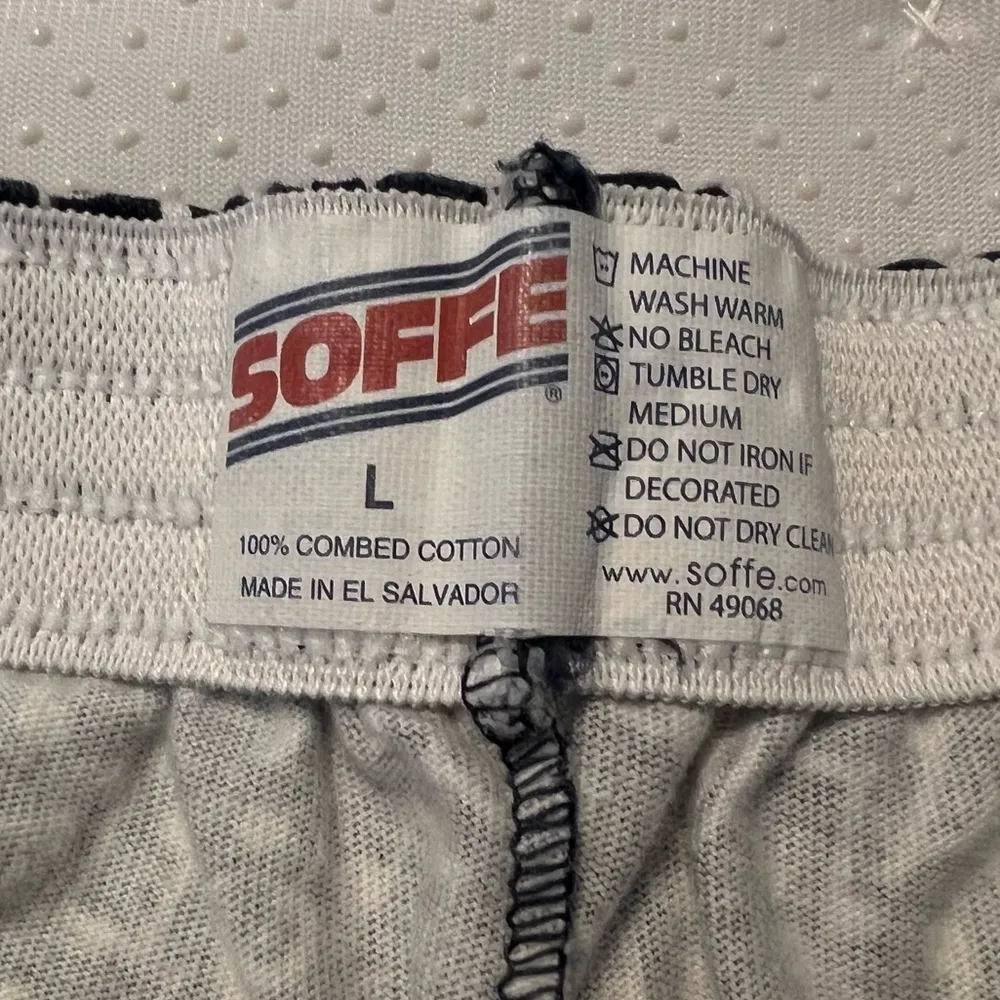 SOFFE
®
L
100% COMBED COTTON
MADE IN EL SALVADOR
MACHINE
WASH WARM
NO BLEACH
TUMBLE DRY
MEDIUM
DO NOT IRON IF
DECORATED
DO NOT DRY CLEAN
www.soffe.com
RN 49068